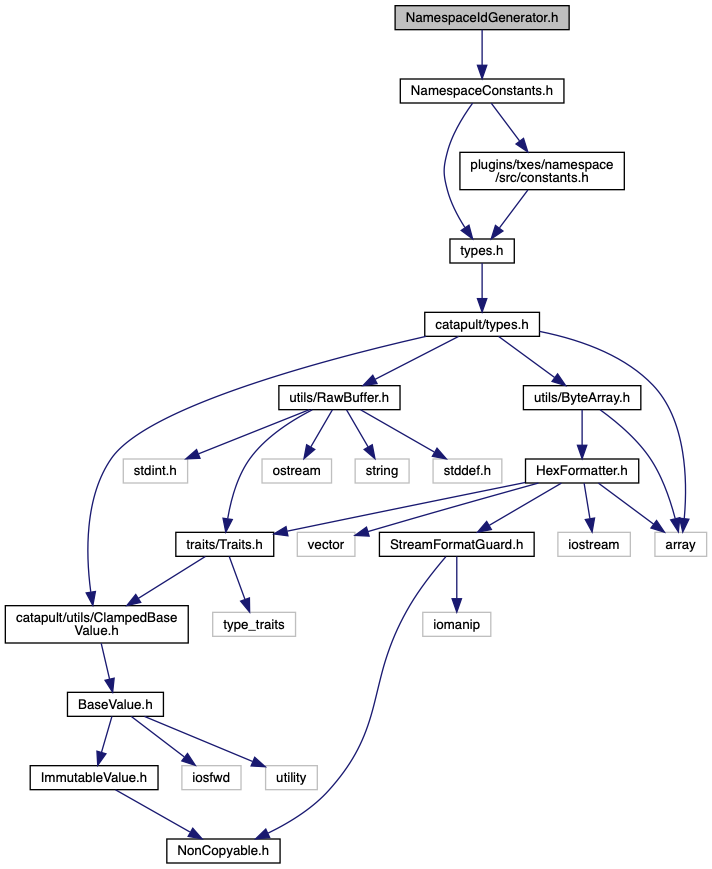 NamespaceIdGenerator.h
NamespaceConstants.h
plugins/txes/namespace
/src/constants.h
types.h
catapult/types.h
utils/RawBuffer.h
utils/ByteArray.h
stdint.h
ostream
string
stddef.h
HexFormatter.h
traits/Traits.h
vector
StreamFormatGuard.h
iostream
array
catapult/utils/ClampedBase
Value.h
type_traits
iomanip
BaseValue.h
ImmutableValue.h
iosfwd
utility
NonCopyable.h